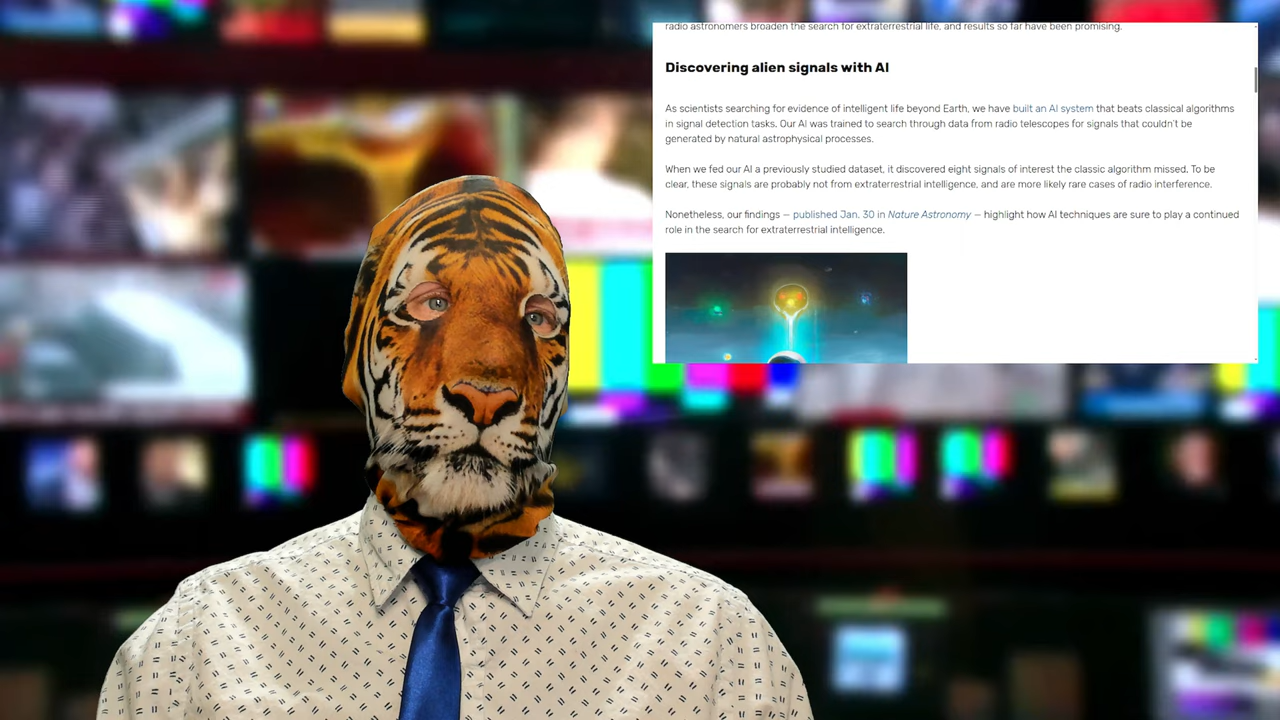 radio astronomers broaden the search for extraterrestrial life, and results so far have been promising.
Discovering alien signals with AI
As scientists searching for evidence of intelligent life beyond Earth, we have built an AI system that beats classical algorithms
in signal detection tasks. Our AI was trained to search through data from radio telescopes for signals that couldn't be
generated by natural astrophysical processes.
When we fed our AI a previously studied dataset, it discovered eight signals of interest the classic algorithm missed. To be
clear, these signals are probably not from extraterrestrial intelligence, and are more likely rare cases of radio interference.
Nonetheless, our findings — published Jan. 30 in Nature Astronomy — highlight how AI techniques are sure to play a continued
role in the search for extraterrestrial intelligence.